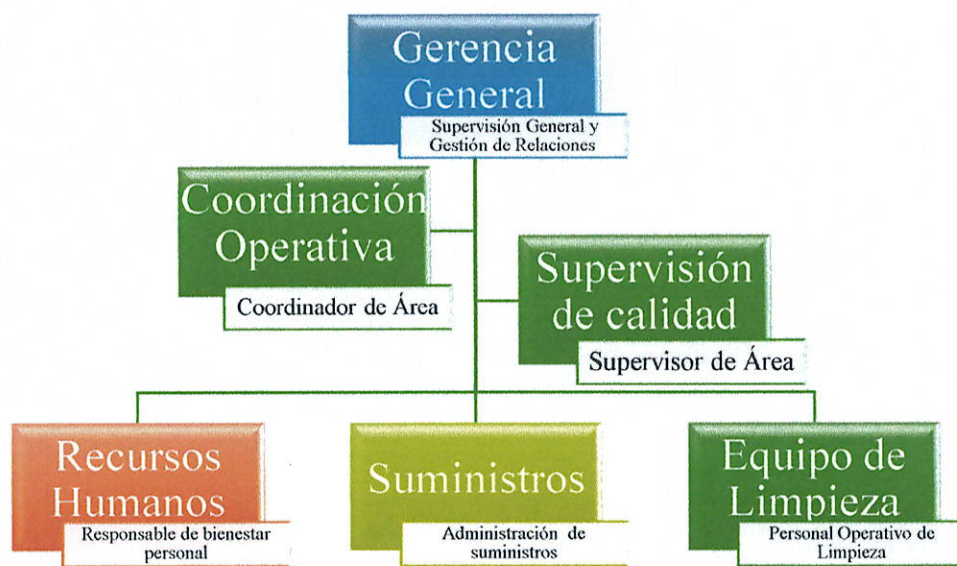 Gerencia
General
Supervisión General y
Gestión de Relaciones
Coordinación
Operativa
Coordinador de Área
Supervisión
de calidad
Supervisor de Área
Recursos
Humanos
Responsable de bienestar
personal
Suministros
Administración de
suministros
Equipo de
Limpieza
Personal Operativo de
Limpieza